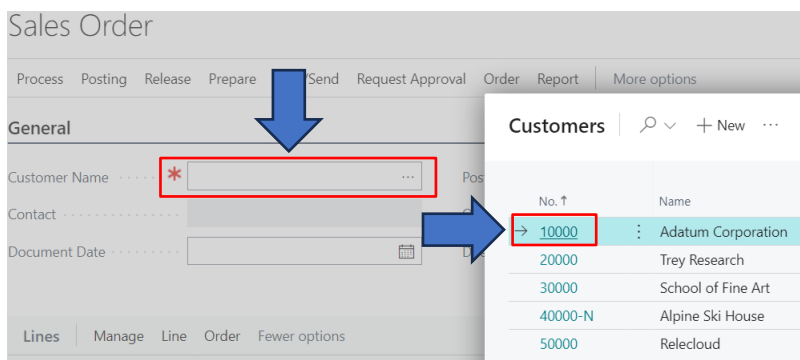 Sales Order
Process Posting Release Prepare /Send Request Approval Order Report More options
General
Customer Name *
Contact
Document Date
Lines Manage Line Order Fewer options
Customers + New ...
No. ↑ Name
→ 10000 Adatum Corporation
20000 Trey Research
30000 School of Fine Art
40000-N Alpine Ski House
50000 Relecloud